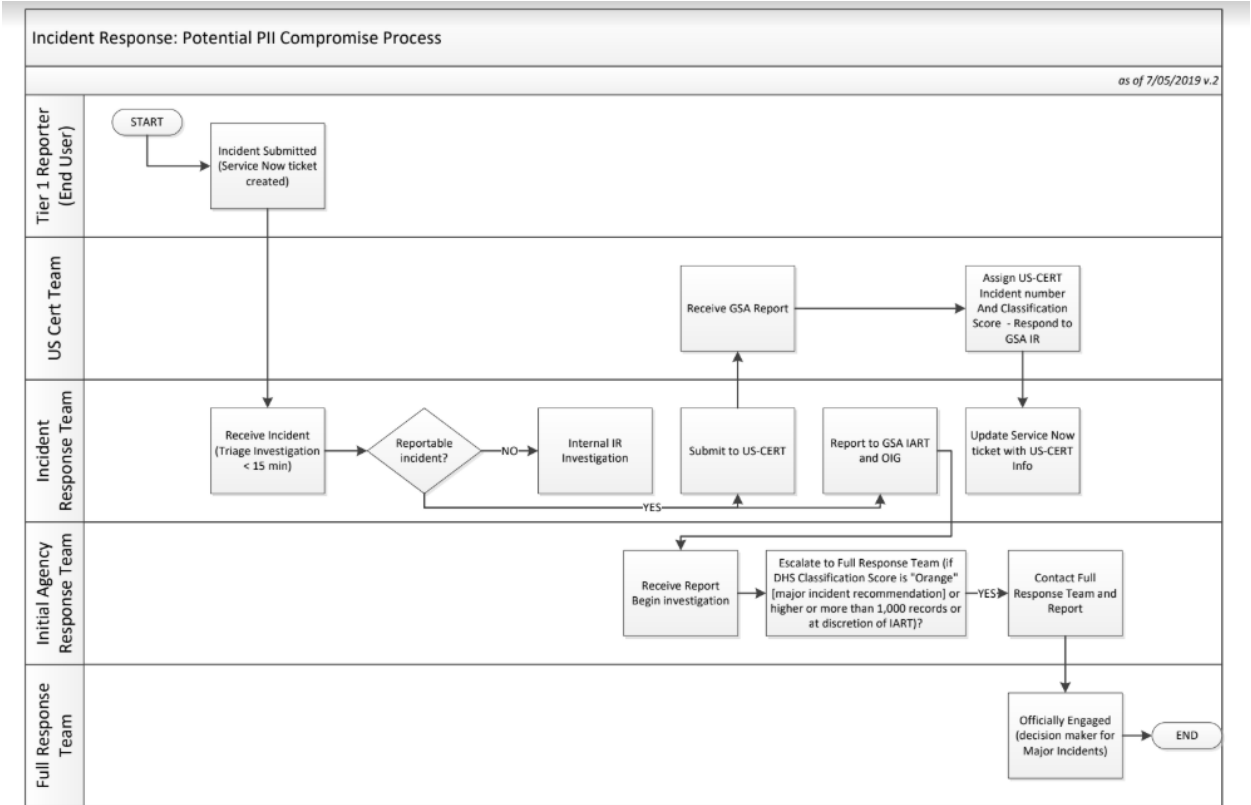 Incident Response: Potential PII Compromise Process
as of 7/05/2019 v.2
Tier 1 Reporter
(End User)
START
Incident Submitted
(Service Now ticket
created)
US Cert Team
Receive GSA Report
Assign US-CERT
Incident number
And Classification
Score - Respond to
GSA IR
Incident
Response Team
Receive Incident
(Triage Investigation
< 15 min)
Reportable
incident?
NO
Internal IR
Investigation
Submit to US-CERT
Report to GSA IART
and OIG
Update Service Now
ticket with US-CERT
Info
YES
Initial Agency
Response Team
Receive Report
Begin investigation
Escalate to Full Response Team (if
DHS Classification Score is "Orange"
[major incident recommendation] or
higher or more than 1,000 records or
at discretion of IART)?
YES
Contact Full
Response Team and
Report
Full Response
Team
Officially Engaged
(decision maker for
Major Incidents)
END